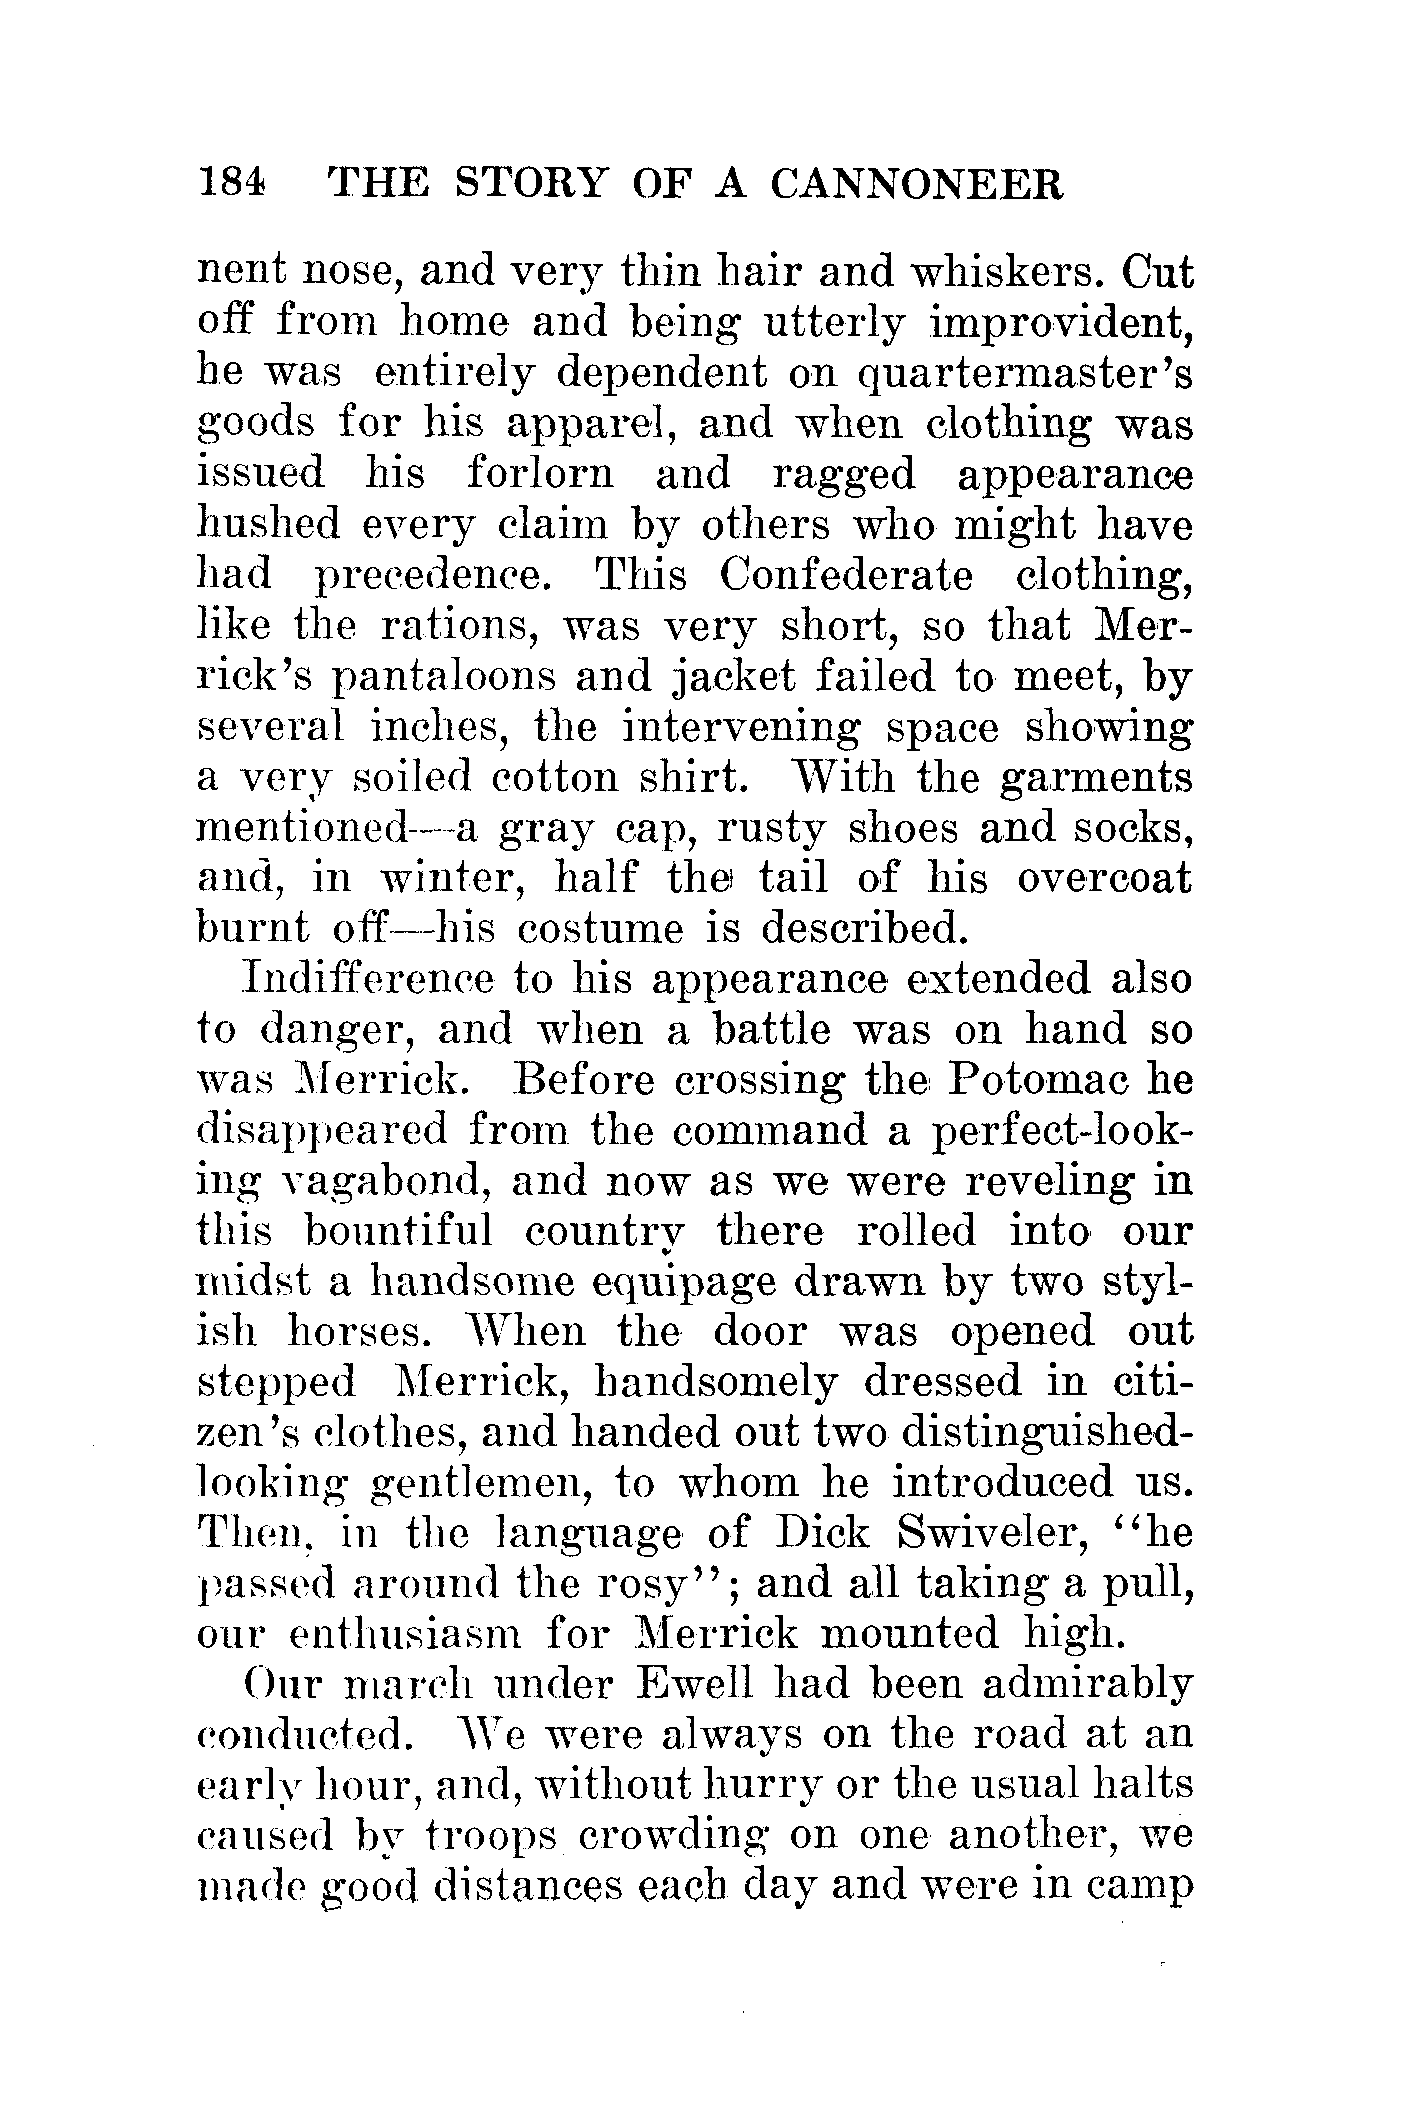 184 THE STORY OF A CANNONEER
nent nose, and very thin hair and whiskers. Cut
off from home and being utterly improvident,
he was entirely dependent on quartermaster's
goods for his apparel, and when clothing was
issued his forlorn and ragged appearance
hushed every claim by others who might have
had precedence. This Confederate clothing,
like the rations, was very short, so that Mer-
rick's pantaloons and jacket failed to meet, by
several inches, the intervening space showing
a very soiled cotton shirt. With the garments
mentioned—a gray cap, rusty shoes and socks,
and, in winter, half the tail of his overcoat
burnt off—his costume is described.
Indifference to his appearance extended also
to danger, and when a battle was on hand so
was Merrick. Before crossing the Potomac he
disappeared from the command a perfect-look-
ing vagabond, and now as we were reveling in
this bountiful country there rolled into our
midst a handsome equipage drawn by two styl-
ish horses. When the door was opened out
stepped Merrick, handsomely dressed in citi-
zen's clothes, and handed out two distinguished-
looking gentlemen, to whom he introduced us.
Then, in the language of Dick Swiveler, "he
passed around the rosy"; and all taking a pull,
our enthusiasm for Merrick mounted high.
Our march under Ewell had been admirably
conducted. We were always on the road at an
early hour, and, without hurry or the usual halts
caused by troops crowding on one another, we
made good distances each day and were in camp